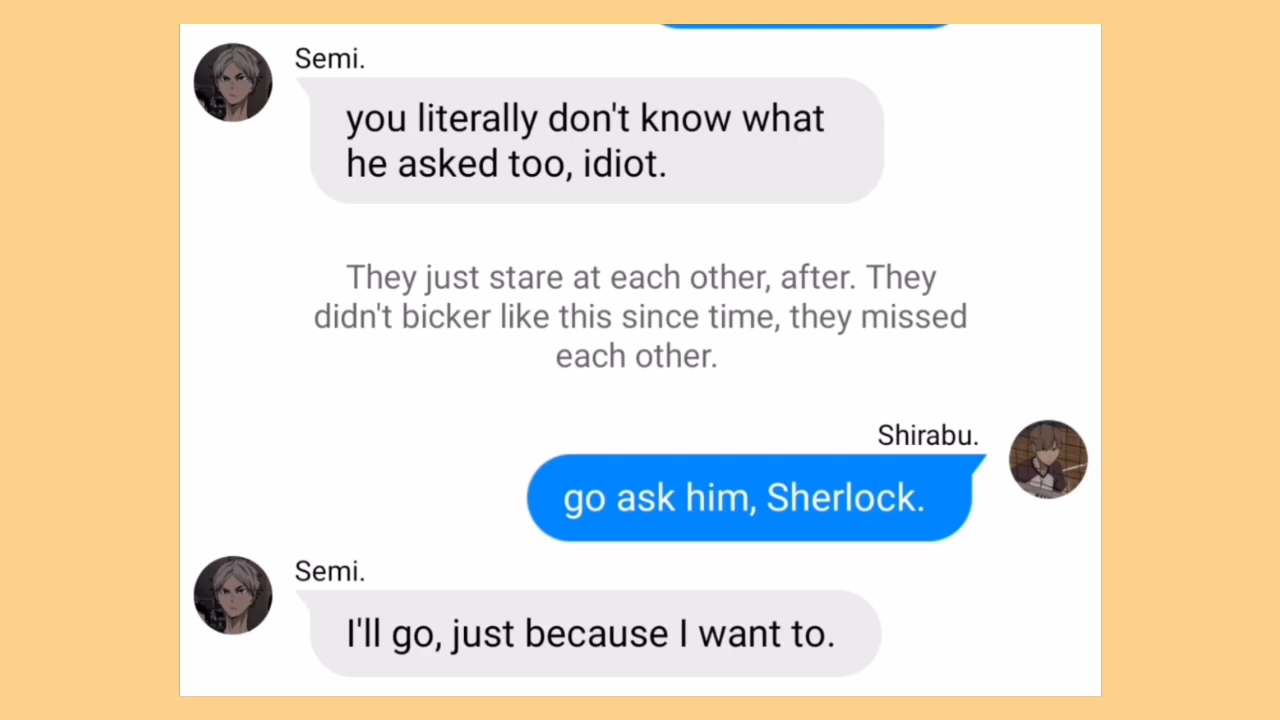 Semi.
you literally don't know what
he asked too, idiot.
They just stare at each other, after. They
didn't bicker like this since time, they missed
each other.
Shirabu.
go ask him, Sherlock.
Semi.
I'll go, just because I want to.